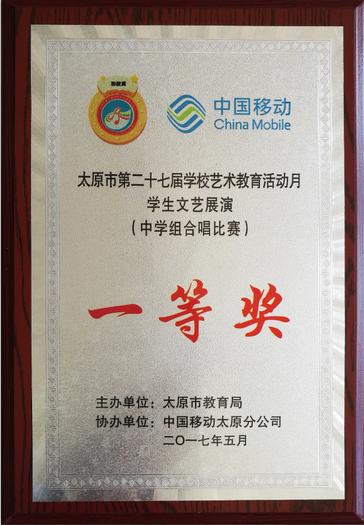 中国移动
China Mobile
太原市第二十七届学校艺术教育活动月
学生文艺展演
（中学组合唱比赛）
一等奖
主办单位：太原市教育局
协办单位：中国移动太原分公司
二〇一七年五月